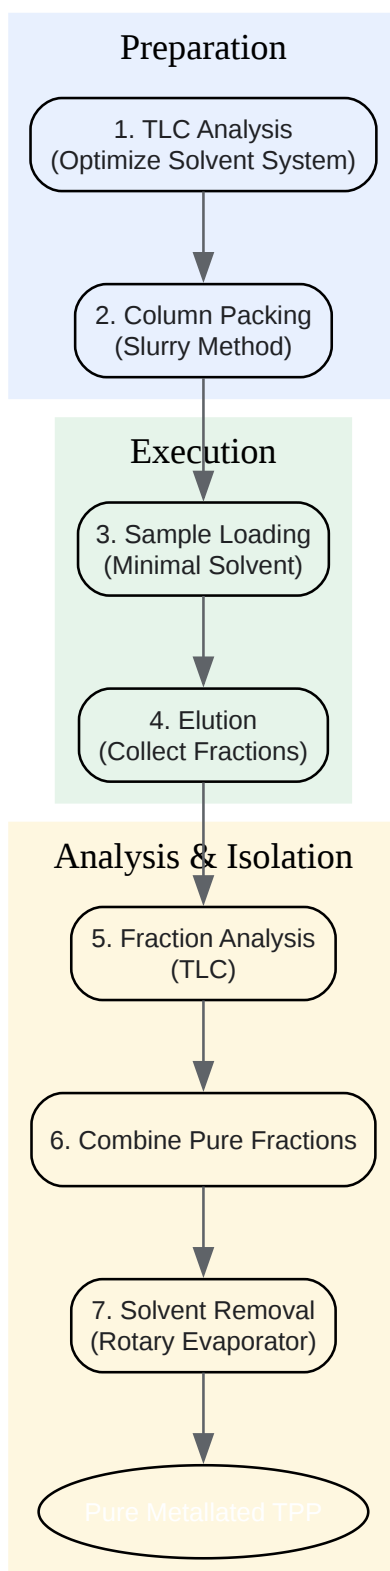 Preparation
1. TLC Analysis
(Optimize Solvent System)
2. Column Packing
(Slurry Method)
Execution
3. Sample Loading
(Minimal Solvent)
4. Elution
(Collect Fractions)
Analysis & Isolation
5. Fraction Analysis
(TLC)
6. Combine Pure Fractions
7. Solvent Removal
(Rotary Evaporator)
Pure Metallated TPP